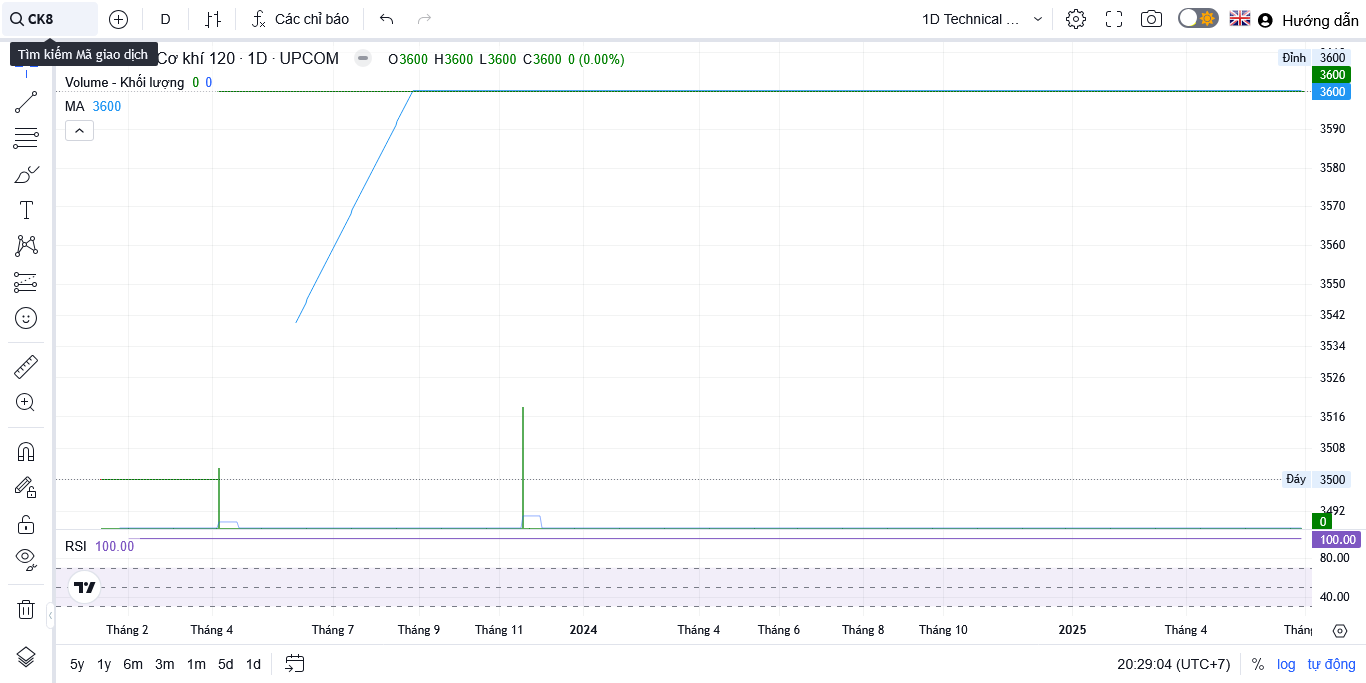 CK8
D
Các chỉ báo
1D Technical ...
Hướng dẫn
Tìm kiếm Mã giao dịch
Cơ khí 120 · 1D · UPCOM
O3600 H3600 L3600 C3600 0 (0.00%)
Volume - Khối lượng 0 0
MA 3600
Đỉnh 3600
3600
3600
3590
3580
3570
3560
3550
3542
3534
3526
3516
3508
Đáy 3500
3492
0
RSI 100.00
100.00
80.00
40.00
Tháng 2 Tháng 4 Tháng 7 Tháng 9 Tháng 11 2024 Tháng 4 Tháng 6 Tháng 8 Tháng 10 2025 Tháng 4
5y 1y 6m 3m 1m 5d 1d
20:29:04 (UTC+7) % log tự động